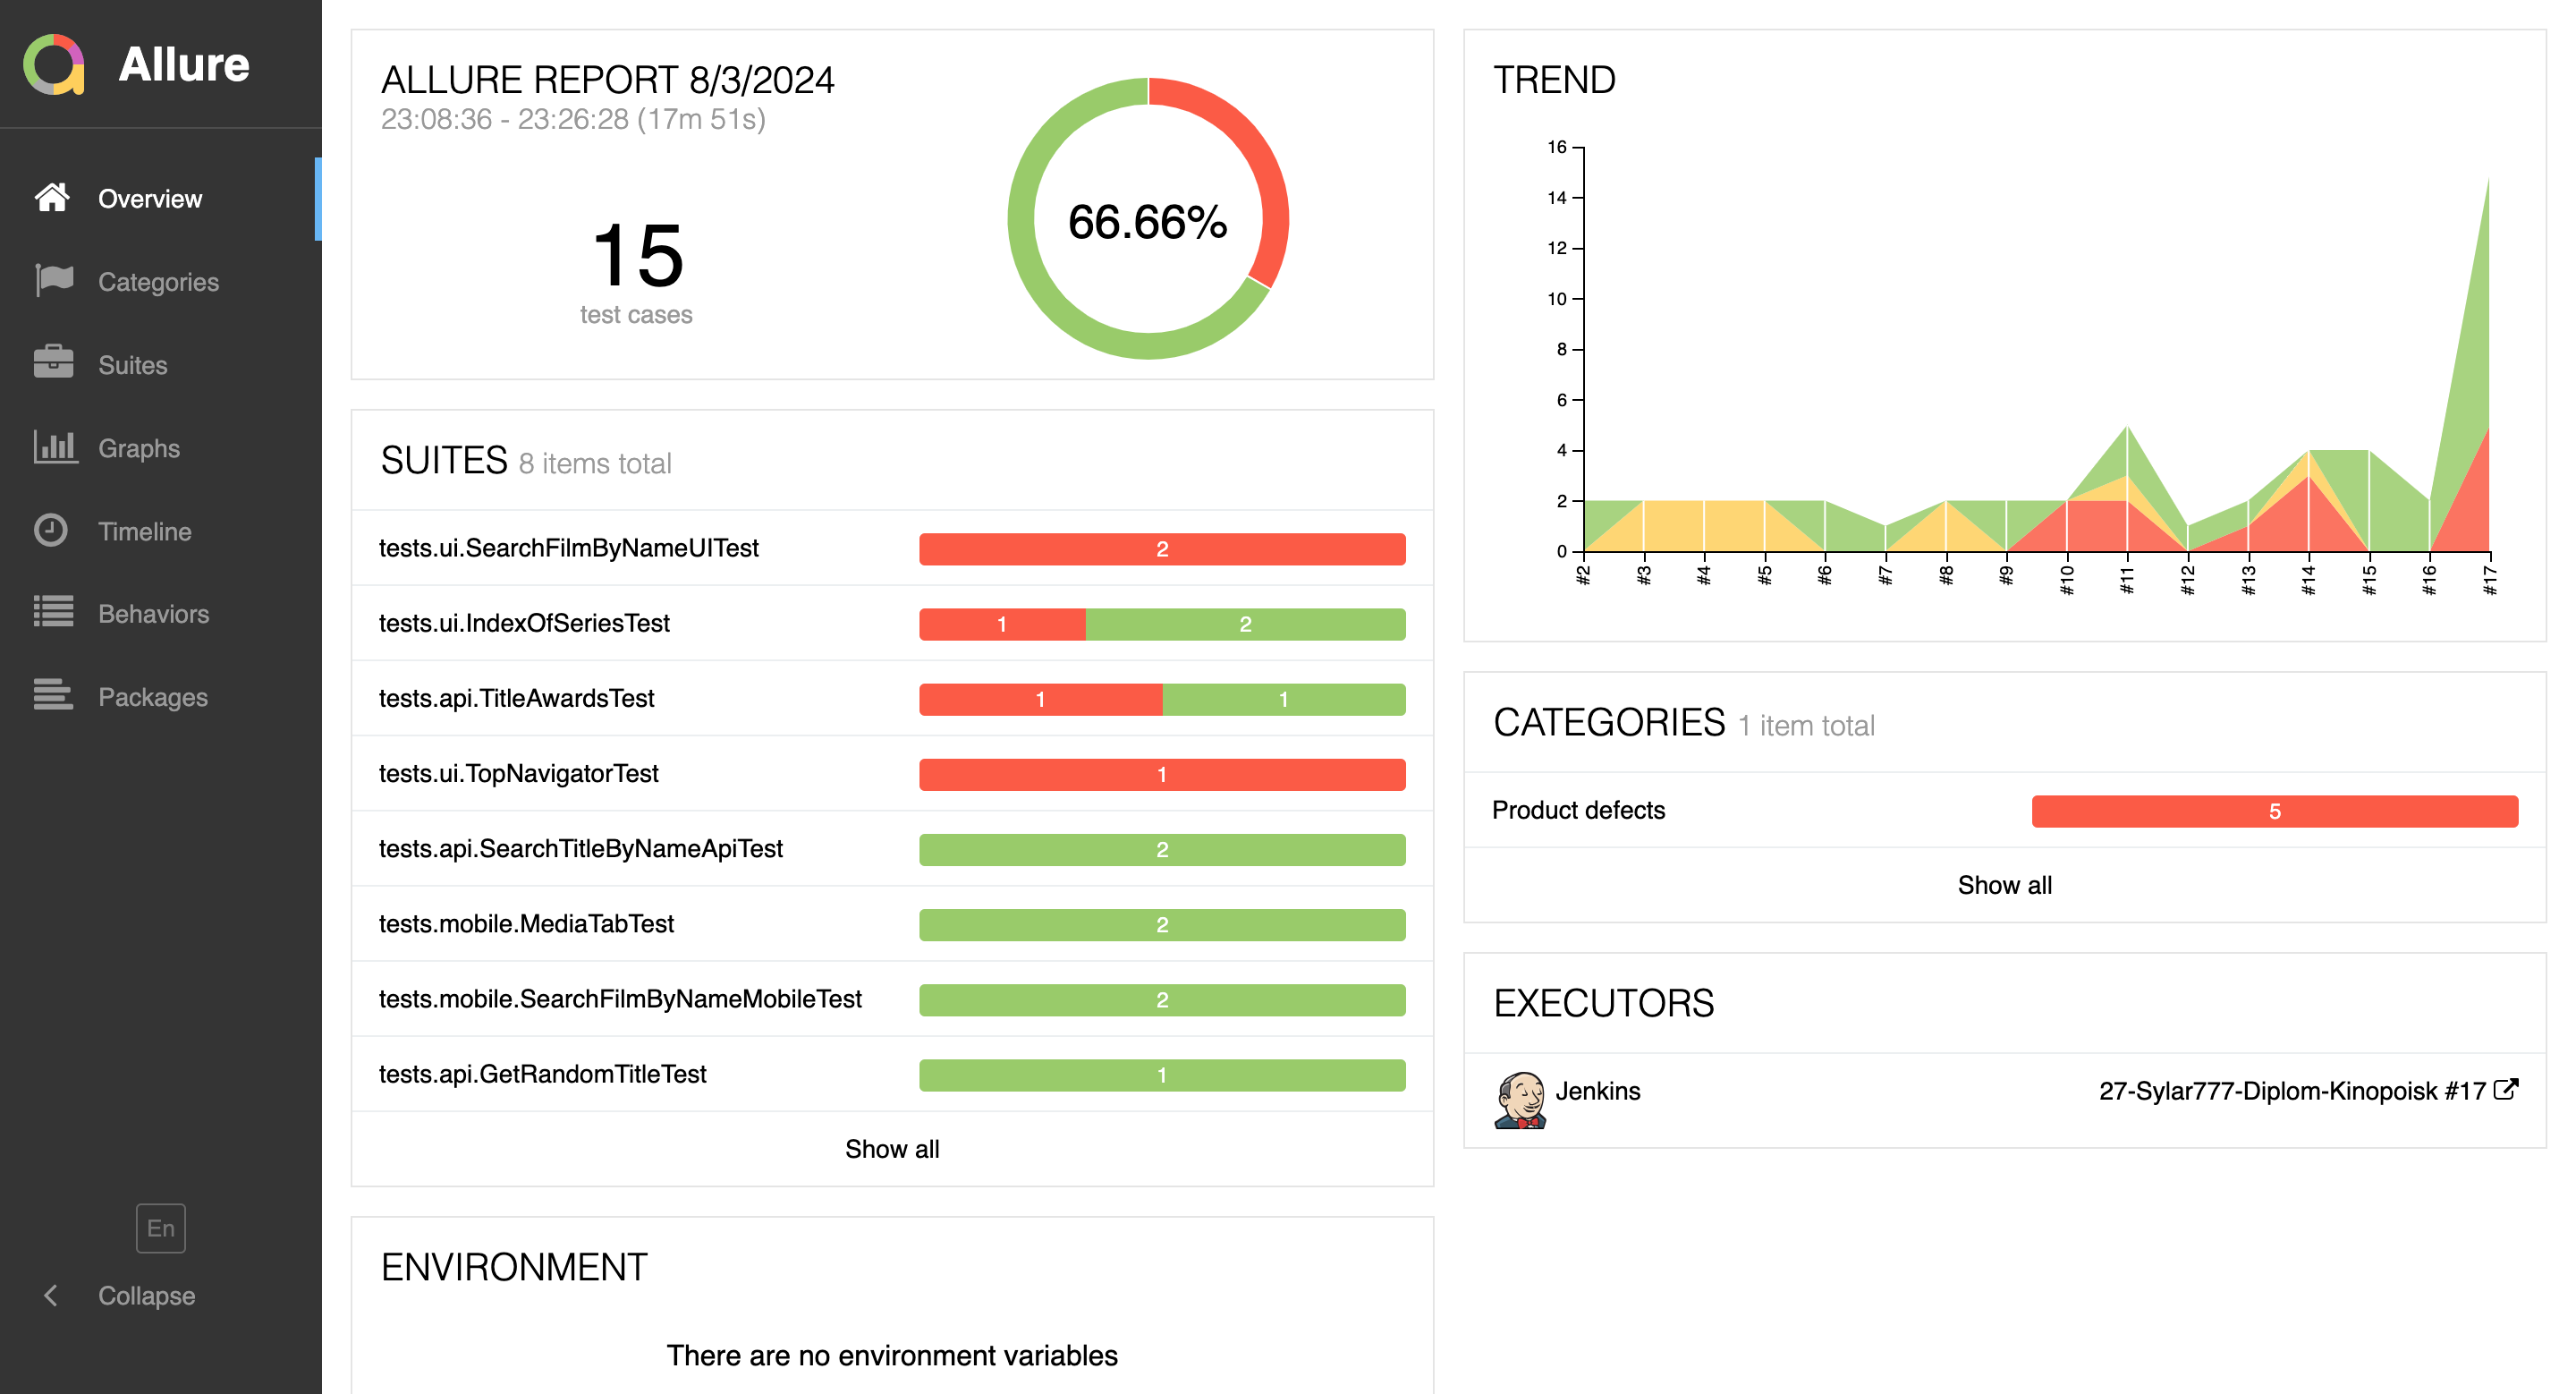 Allure
Overview
Categories
Suites
Graphs
Timeline
Behaviors
Packages
En
Collapse
ALLURE REPORT 8/3/2024
23:08:36 - 23:26:28 (17m 51s)
15
test cases
66.66%
SUITES 8 items total
tests.ui.SearchFilmByNameUITest 2
tests.ui.IndexOfSeriesTest 1 2
tests.api.TitleAwardsTest 1 1
tests.ui.TopNavigatorTest 1
tests.api.SearchTitleByNameApiTest 2
tests.mobile.MediaTabTest 2
tests.mobile.SearchFilmByNameMobileTest 2
tests.api.GetRandomTitleTest 1
Show all
ENVIRONMENT
There are no environment variables
TREND
16
14
12
10
8
6
4
2
0
#2 #3 #4 #5 #6 #7 #8 #9 #10 #11 #12 #13 #14 #15 #16 #17
CATEGORIES 1 item total
Product defects 5
Show all
EXECUTORS
Jenkins 27-Sylar777-Diplom-Kinopoisk #17